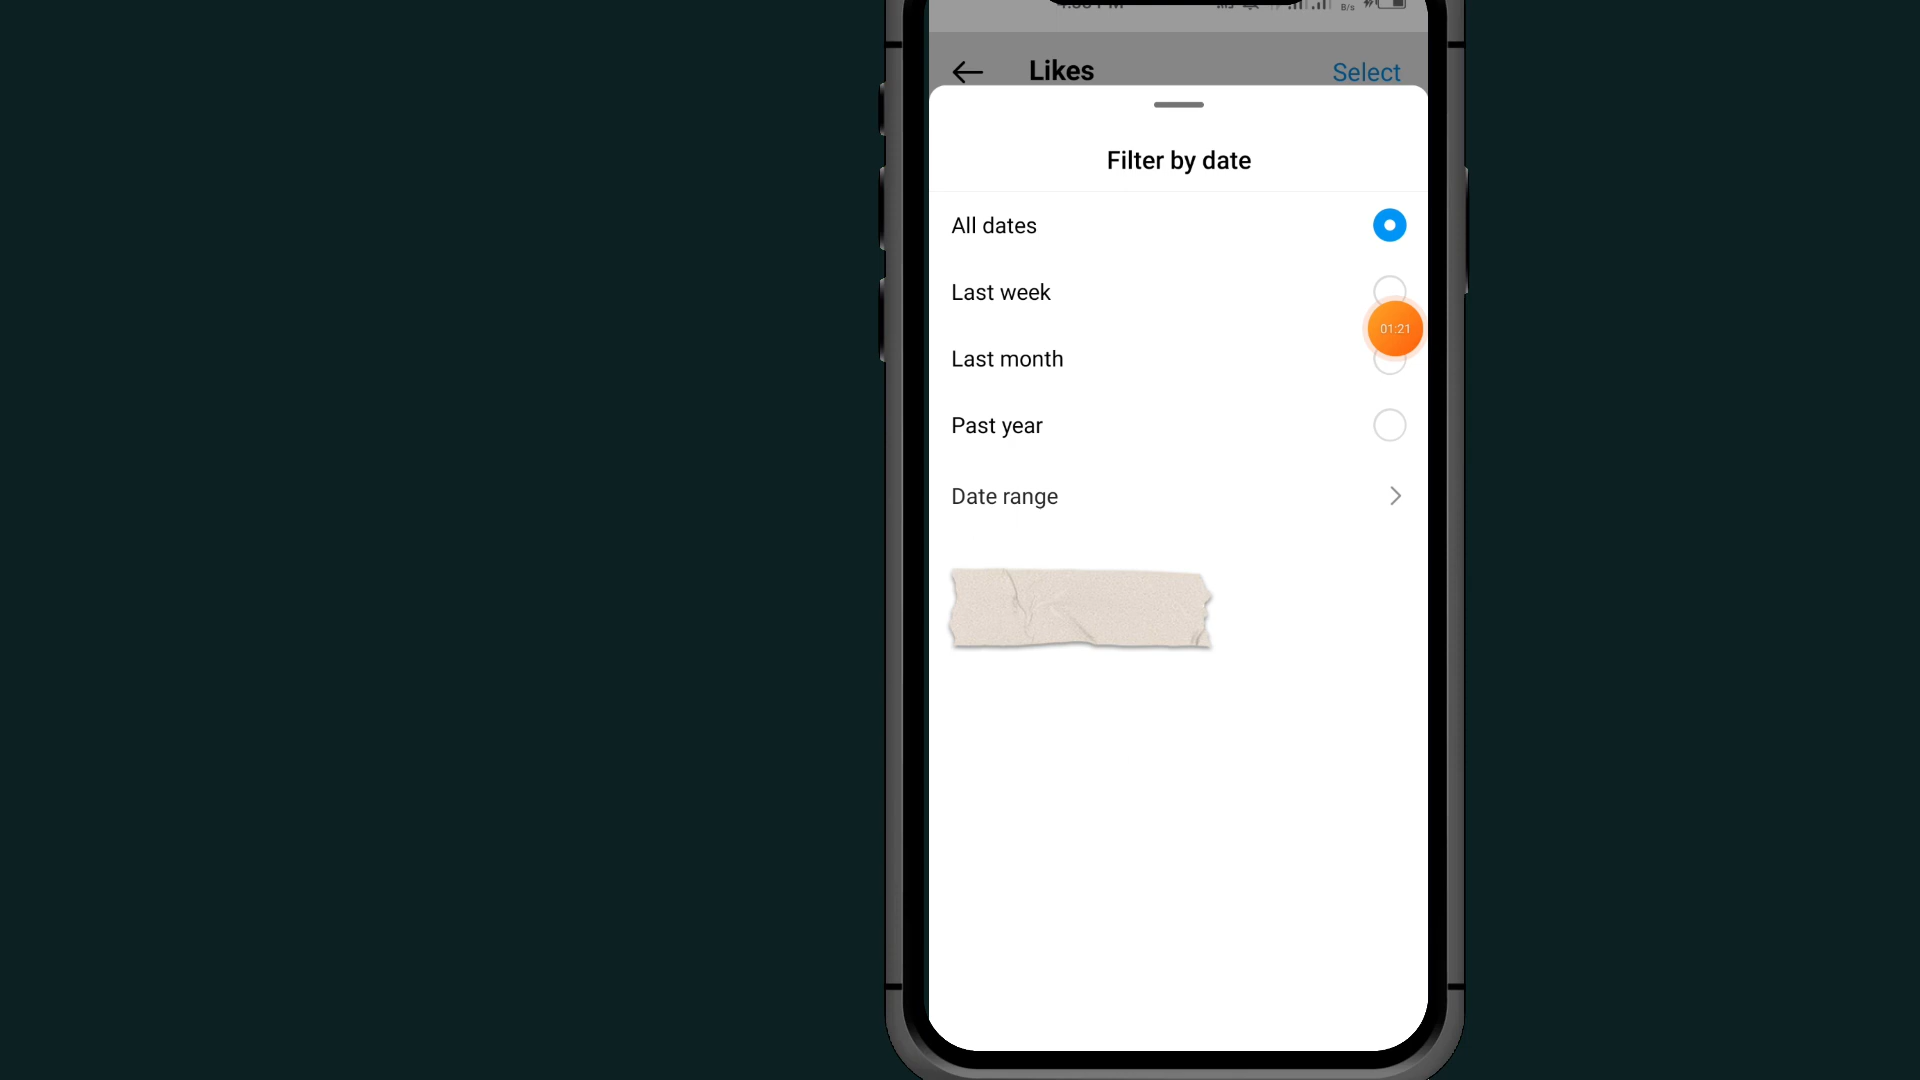 Likes
Select
Filter by date
All dates
Last week
01:21
Last month
Past year
Date range